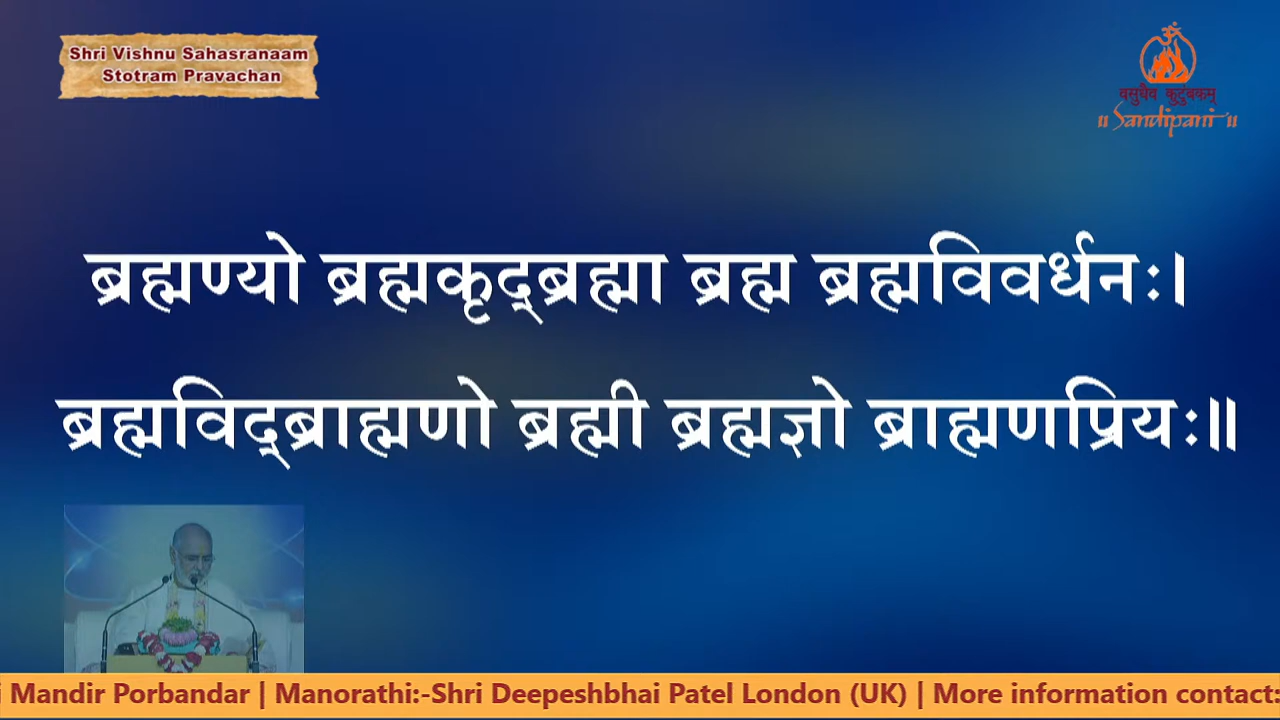 Shri Vishnu Sahasranaam
Stotram Pravachan
वसुधैव कुटुंबकम्
॥ Sandipani ॥
ब्रह्मण्यो ब्रह्मकृद्ब्रह्मा ब्रह्म ब्रह्मविवर्धनः।
ब्रह्मविद्ब्राह्मणो ब्रह्मी ब्रह्मज्ञो ब्राह्मणप्रियः॥
i Mandir Porbandar | Manorathi:-Shri Deepeshbhai Patel London (UK) | More information contact: